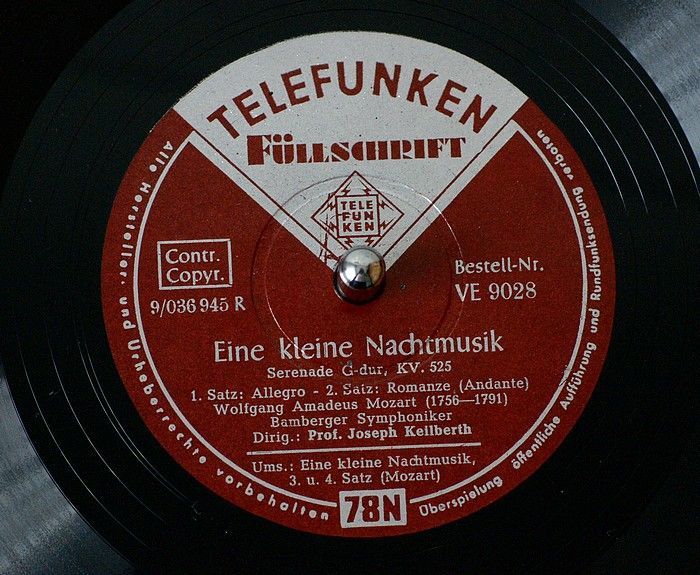 TELEFUNKEN
FÜLLSCHRIFT
TELE
FUN
KEN
Contr.
Copyr.
9/036 945 R
Bestell-Nr.
VE 9028
Eine kleine Nachtmusik
Serenade G-dur, KV. 525
1. Satz: Allegro - 2. Satz: Romanze (Andante)
Wolfgang Amadeus Mozart (1756—1791)
Bamberger Symphoniker
Dirig.: Prof. Joseph Keilberth
Ums.: Eine kleine Nachtmusik,
3. u. 4. Satz (Mozart)
78N
Alle Hersteller- und Urheberrechte vorbehalten
Überspielung öffentliche Aufführung und Rundfunksendung verboten